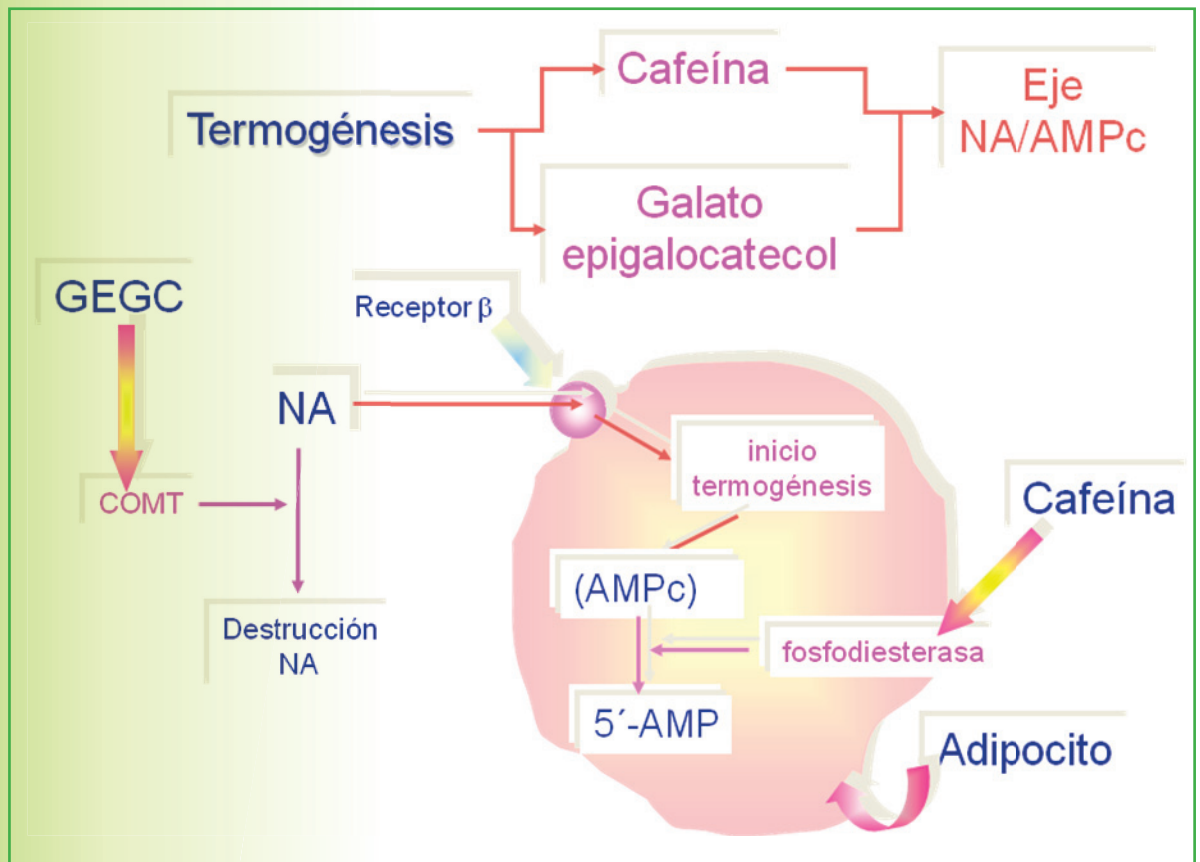 Cafeína
Eje
NA/AMPc
Termogénesis
Galato
epigalocatecol
GEGC
Receptor β
NA
inicio
termogénesis
COMT
Cafeína
(AMPc)
Destrucción
NA
fosfodiesterasa
5´-AMP
Adipocito